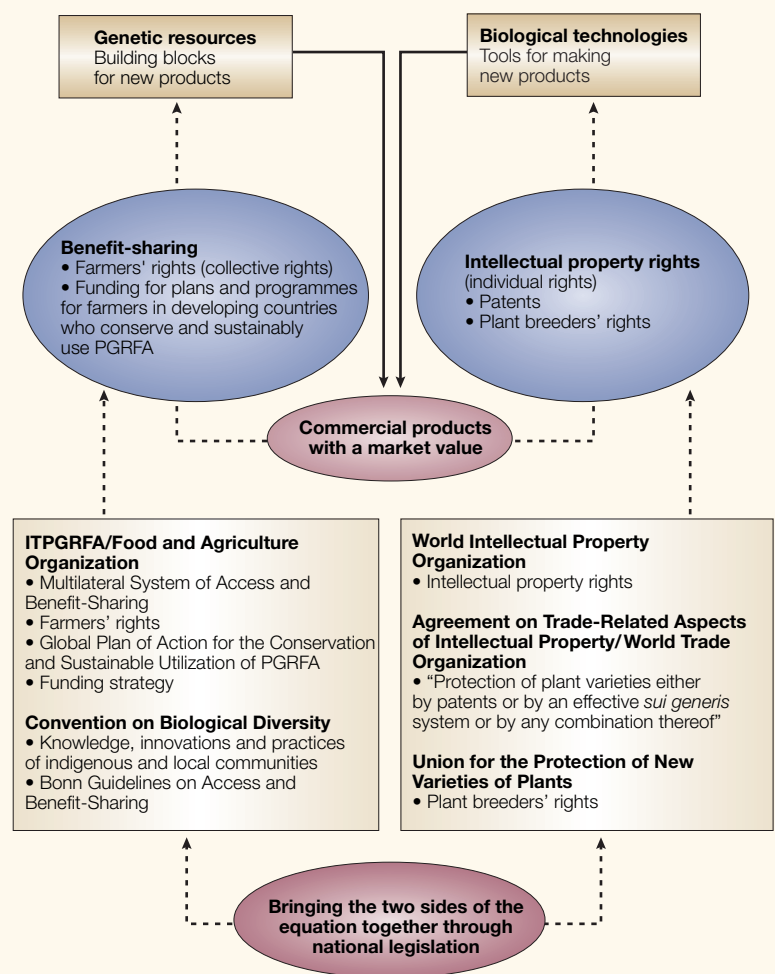 Genetic resources
Building blocks
for new products
Biological technologies
Tools for making
new products
Benefit-sharing
• Farmers' rights (collective rights)
• Funding for plans and programmes
for farmers in developing countries
who conserve and sustainably
use PGRFA
Intellectual property rights
(individual rights)
• Patents
• Plant breeders' rights
Commercial products
with a market value
ITPGRFA/Food and Agriculture
Organization
• Multilateral System of Access and
Benefit-Sharing
• Farmers' rights
• Global Plan of Action for the Conservation
and Sustainable Utilization of PGRFA
• Funding strategy
Convention on Biological Diversity
• Knowledge, innovations and practices
of indigenous and local communities
• Bonn Guidelines on Access and
Benefit-Sharing
World Intellectual Property
Organization
• Intellectual property rights
Agreement on Trade-Related Aspects
of Intellectual Property/World Trade
Organization
• “Protection of plant varieties either
by patents or by an effective sui generis
system or by any combination thereof”
Union for the Protection of New
Varieties of Plants
• Plant breeders' rights
Bringing the two sides of the
equation together through
national legislation